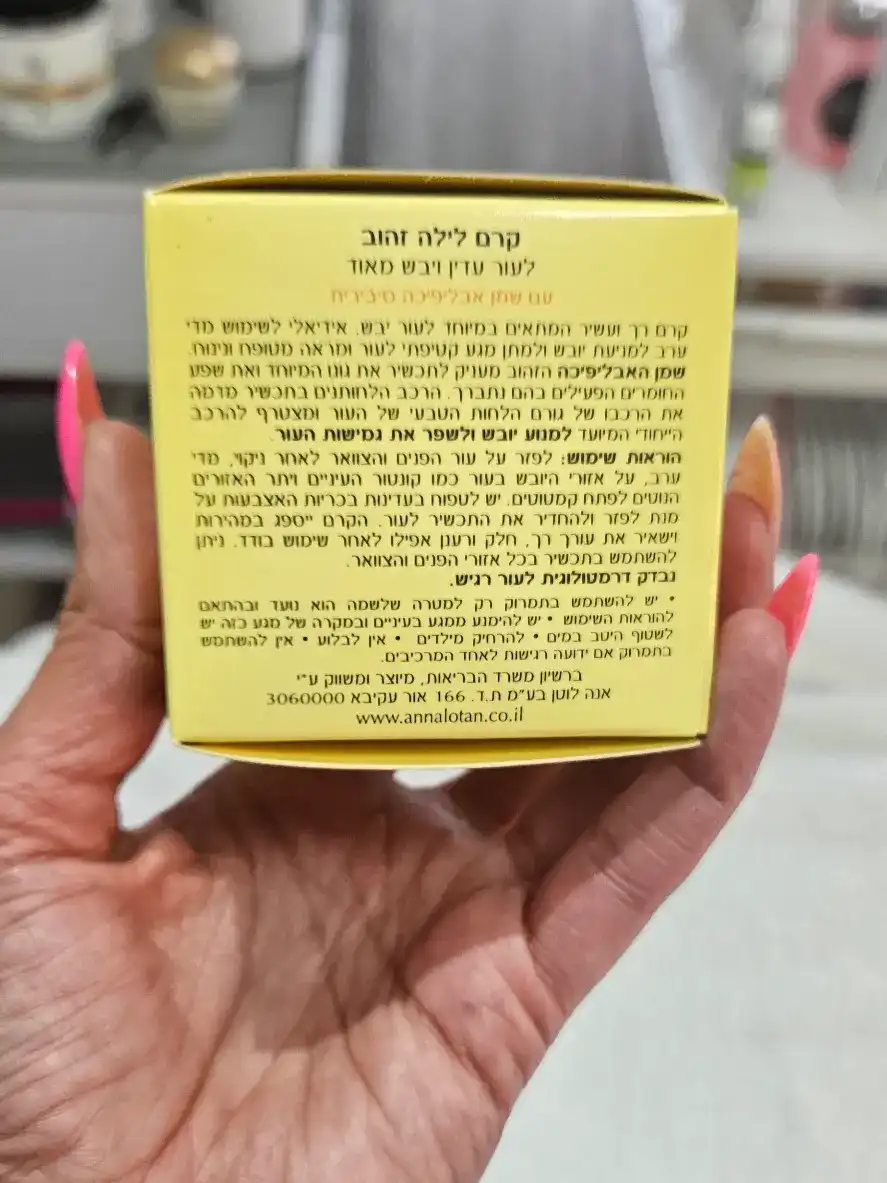 קרם לילה זהוב
לעור עדין ויבש מאוד
עם שמן אבליפיכה סיבירית
קרם רך ועשיר המתאים במיוחד לעור יבש. אידיאלי לשימוש מדי
ערב למניעת יובש ולמתן מגע קטיפתי לעור ומראה מטופח ונינוח.
שמן האבליפיכה הזהוב מעניק לתכשיר את גונו המיוחד ואת שפע
החומרים הפעילים בהם נתברך. הרכב הלחותנים בתכשיר מדמה
את הרכבו של גורם הלחות הטבעי של העור ומצטרף להרכב
הייחודי המיועד למנוע יובש ולשפר את גמישות העור.
הוראות שימוש: לפזר על עור הפנים והצוואר לאחר ניקוי, מדי
ערב, על אזורי היובש בעור כמו קונטור העיניים ויתר האזורים
הנוטים לפתח קמטוטים. יש לטפוח בעדינות בכריות האצבעות על
מנת לפזר ולהחדיר את התכשיר לעור. הקרם ייספג במהירות
וישאיר את עורך רך, חלק ורענן אפילו לאחר שימוש בודד. ניתן
להשתמש בתכשיר בכל אזורי הפנים והצוואר.
נבדק דרמטולוגית לעור רגיש.
• יש להשתמש בתמרוק רק למטרה שלשמה הוא נועד ובהתאם
להוראות השימוש • יש להימנע ממגע בעיניים ובמקרה של מגע כזה יש
לשטוף היטב במים • להרחיק מילדים • אין לבלוע • אין להשתמש
בתמרוק אם ידועה רגישות לאחד המרכיבים.
ברשיון משרד הבריאות, מיוצר ומשווק ע״י
אנה לוטן בע״מ ת.ד. 166 אור עקיבא 3060000
www.annalotan.co.il